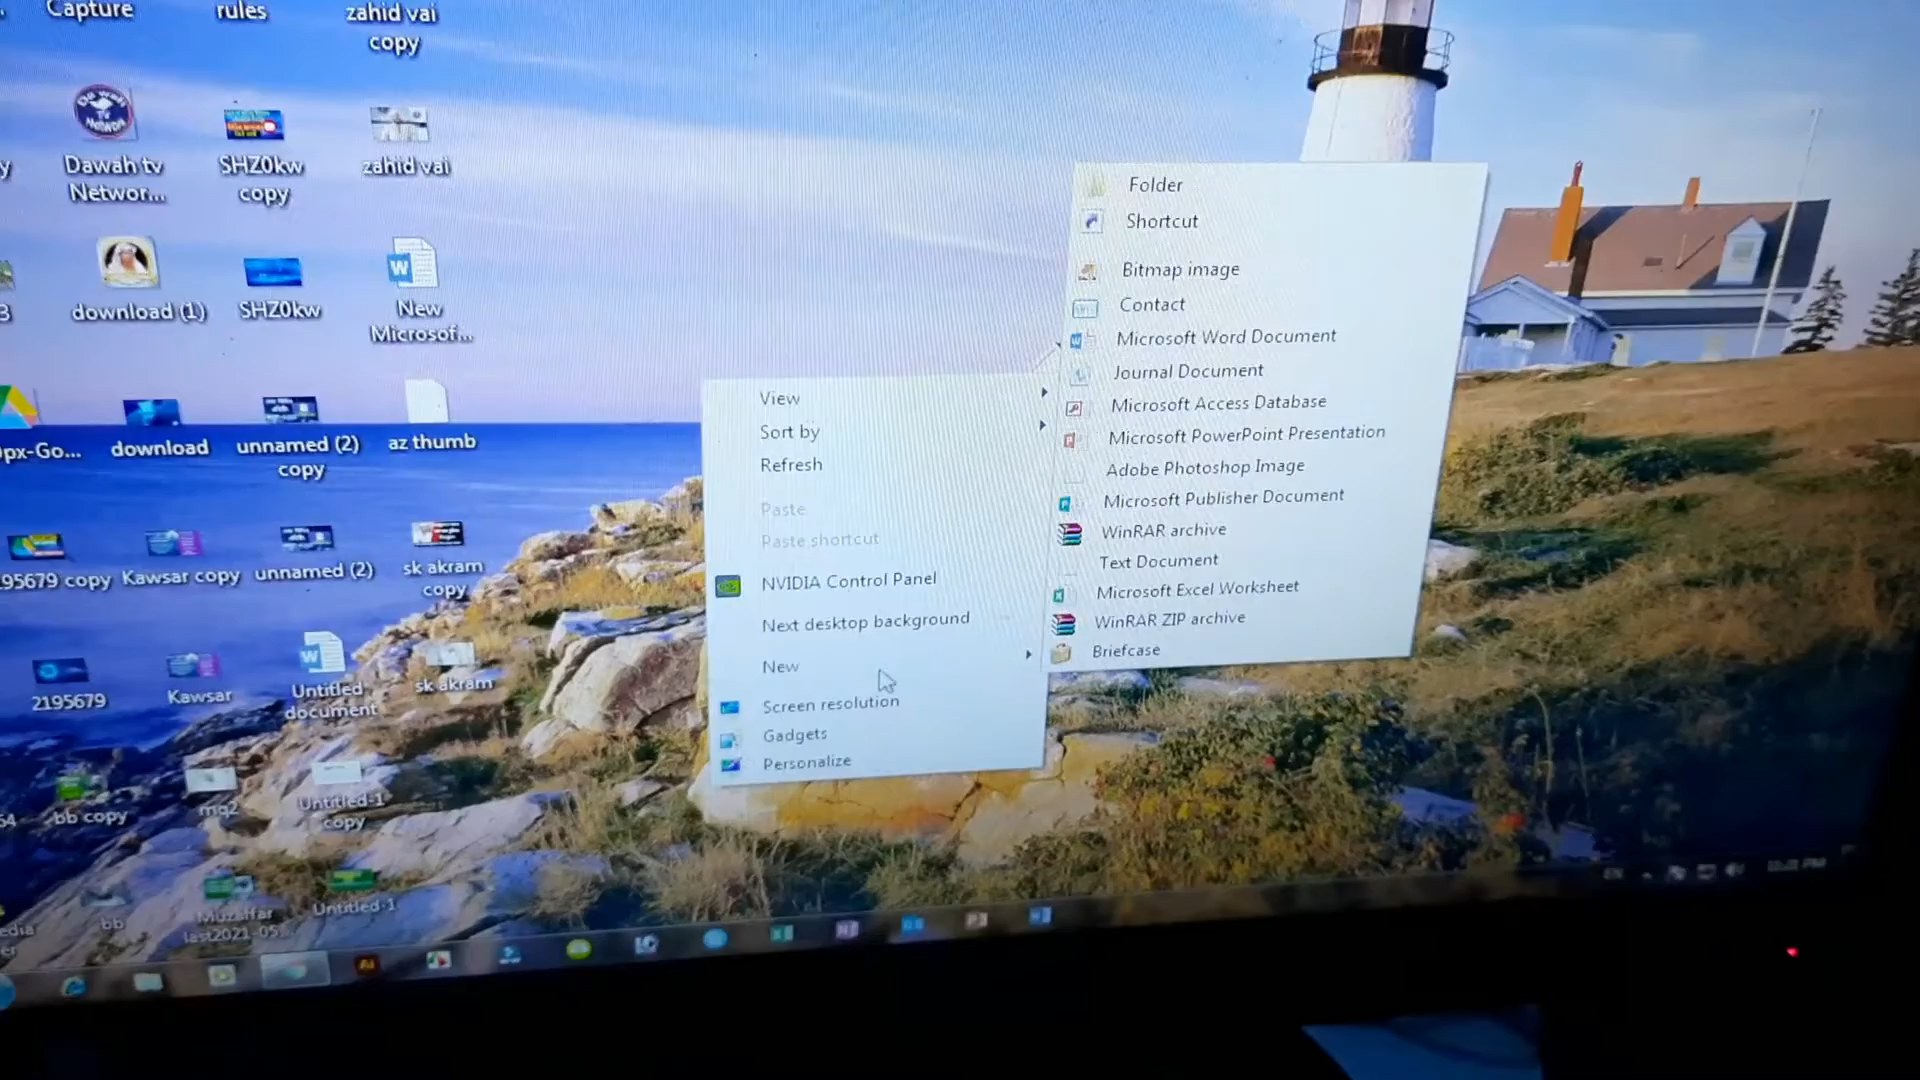 Capture
rules
zahid vai
copy
Dawah tv
Networ...
SHZ0kw
copy
zahid vai
download (1)
SHZ0kw
New
Microsof...
px-Go...
download
unnamed (2)
copy
az thumb
95679 copy
Kawsar copy
unnamed (2)
sk akram
copy
2195679
Kawsar
Untitled
document
sk akram
bb copy
mq2
Untitled-1
copy
bb
Muzaffar
last2021-05...
Untitled-1
View
Sort by
Refresh
Paste
Paste shortcut
NVIDIA Control Panel
Next desktop background
New
Screen resolution
Gadgets
Personalize
Folder
Shortcut
Bitmap image
Contact
Microsoft Word Document
Journal Document
Microsoft Access Database
Microsoft PowerPoint Presentation
Adobe Photoshop Image
Microsoft Publisher Document
WinRAR archive
Text Document
Microsoft Excel Worksheet
WinRAR ZIP archive
Briefcase
EN